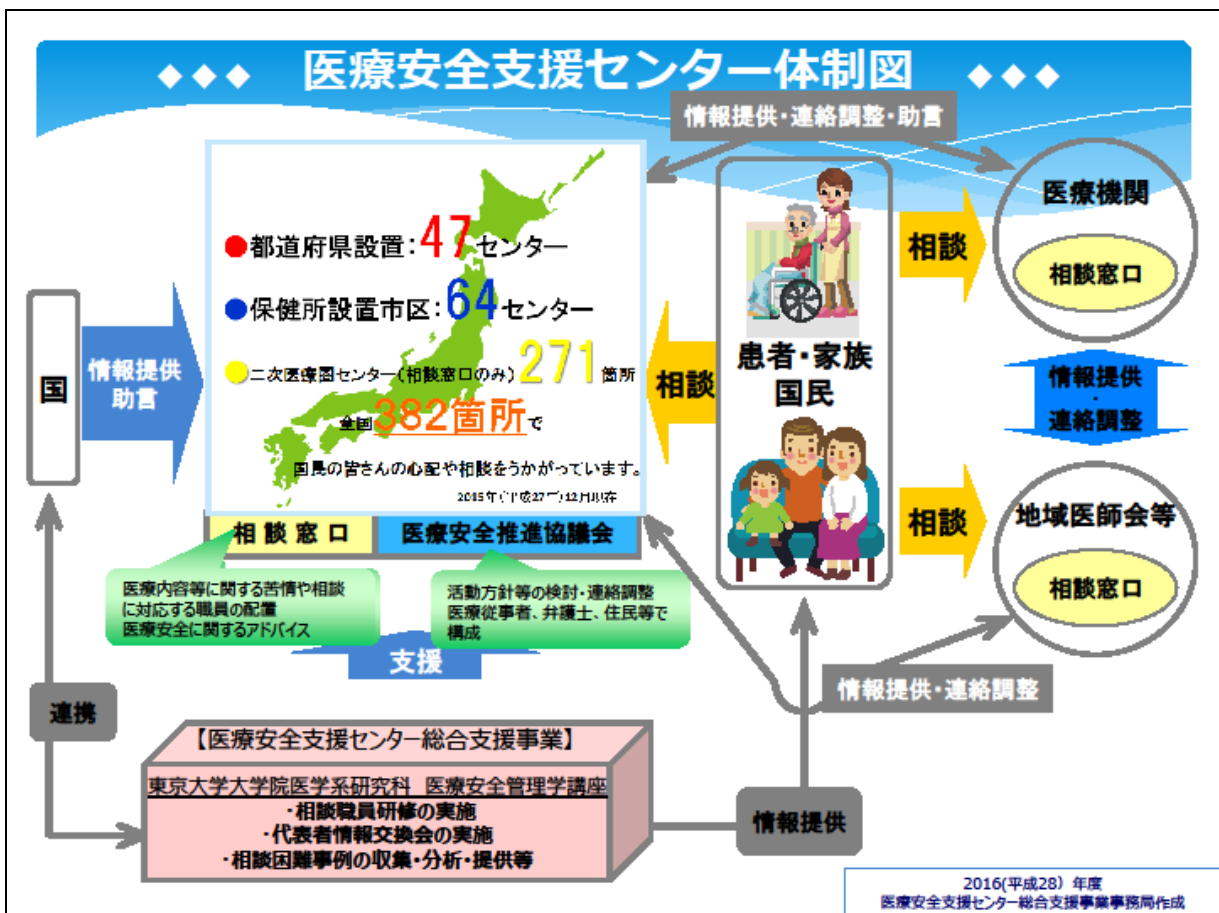 ◆◆◆ 医療安全支援センター体制図 ◆◆◆
情報提供・連絡調整・助言
●都道府県設置：47センター
●保健所設置市区：64センター
●二次医療圏センター（相談窓口のみ）271箇所
全国382箇所で
国民の皆さんの心配や相談をうかがっています。
2015年（平成27年）12月現在
相談窓口
医療安全推進協議会
国
情報提供
助言
相談
患者・家族
国民
相談
医療機関
相談窓口
情報提供
・
連絡調整
相談
地域医師会等
相談窓口
医療内容等に関する苦情や相談
に対応する職員の配置
医療安全に関するアドバイス
活動方針等の検討・連絡調整
医療従事者、弁護士、住民等で
構成
支援
情報提供・連絡調整
連携
【医療安全支援センター総合支援事業】
東京大学大学院医学系研究科 医療安全管理学講座
・相談職員研修の実施
・代表者情報交換会の実施
・相談困難事例の収集・分析・提供等
情報提供
2016(平成28）年度
医療安全支援センター総合支援事業事務局作成